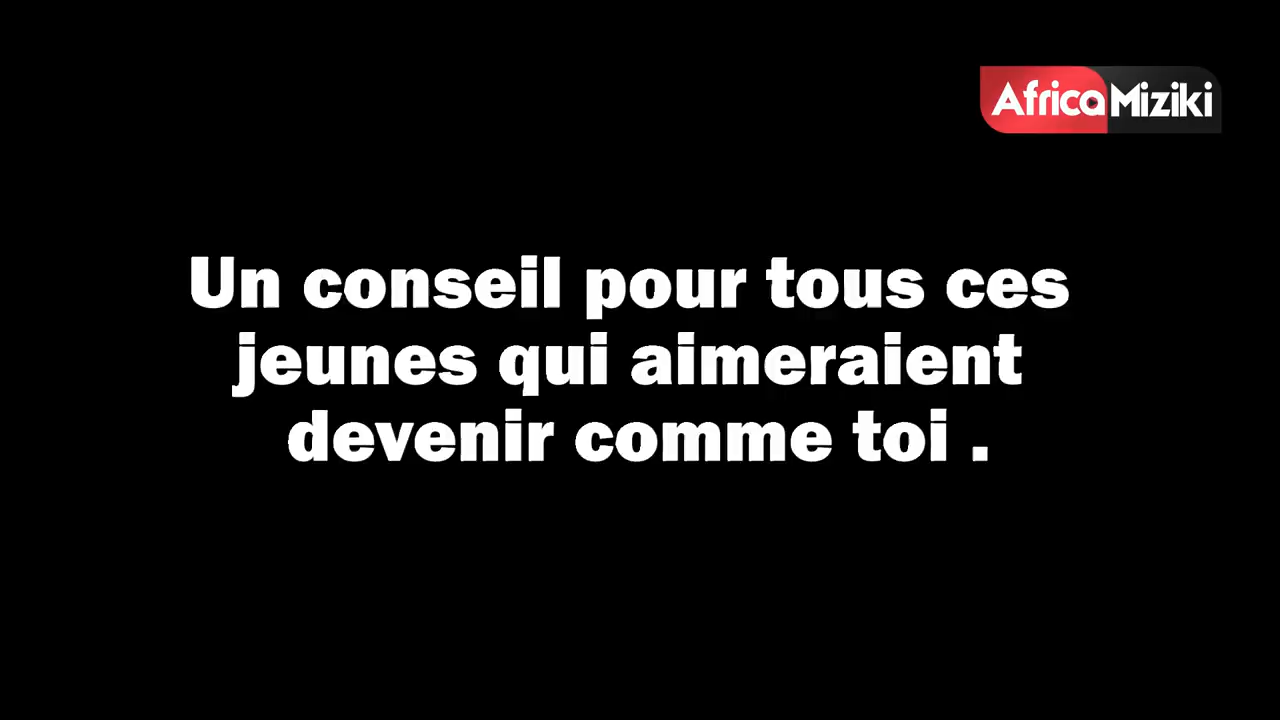 AfricaMiziki
Un conseil pour tous ces
jeunes qui aimeraient
devenir comme toi .